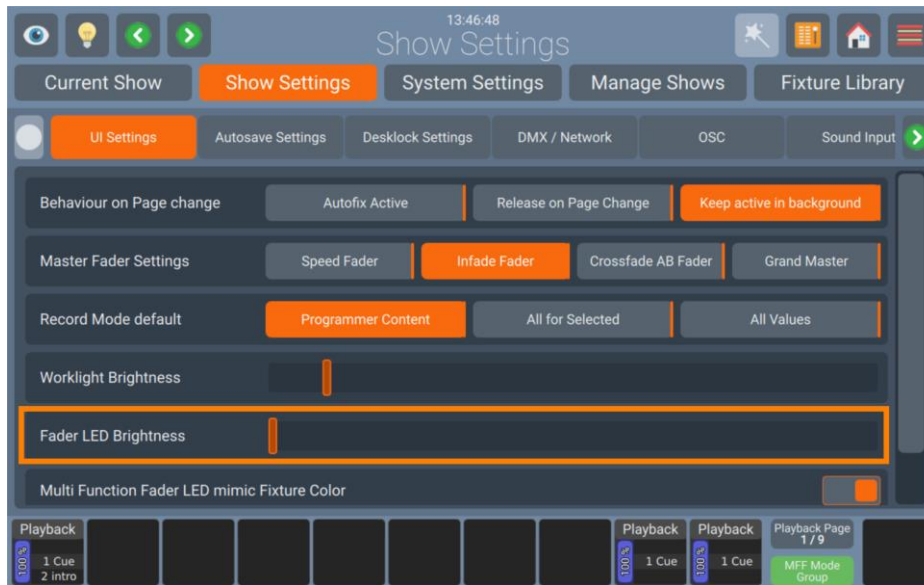 13:46:48
Show Settings
Current Show
Show Settings
System Settings
Manage Shows
Fixture Library
UI Settings
Autosave Settings
Desklock Settings
DMX / Network
OSC
Sound Input
Behaviour on Page change
Autofix Active
Release on Page Change
Keep active in background
Master Fader Settings
Speed Fader
Infade Fader
Crossfade AB Fader
Grand Master
Record Mode default
Programmer Content
All for Selected
All Values
Worklight Brightness
Fader LED Brightness
Multi Function Fader LED mimic Fixture Color
Playback
100 %
1 Cue
2 intro
Playback
100 %
1 Cue
Playback
100 %
1 Cue
Playback Page
1 / 9
MFF Mode
Group